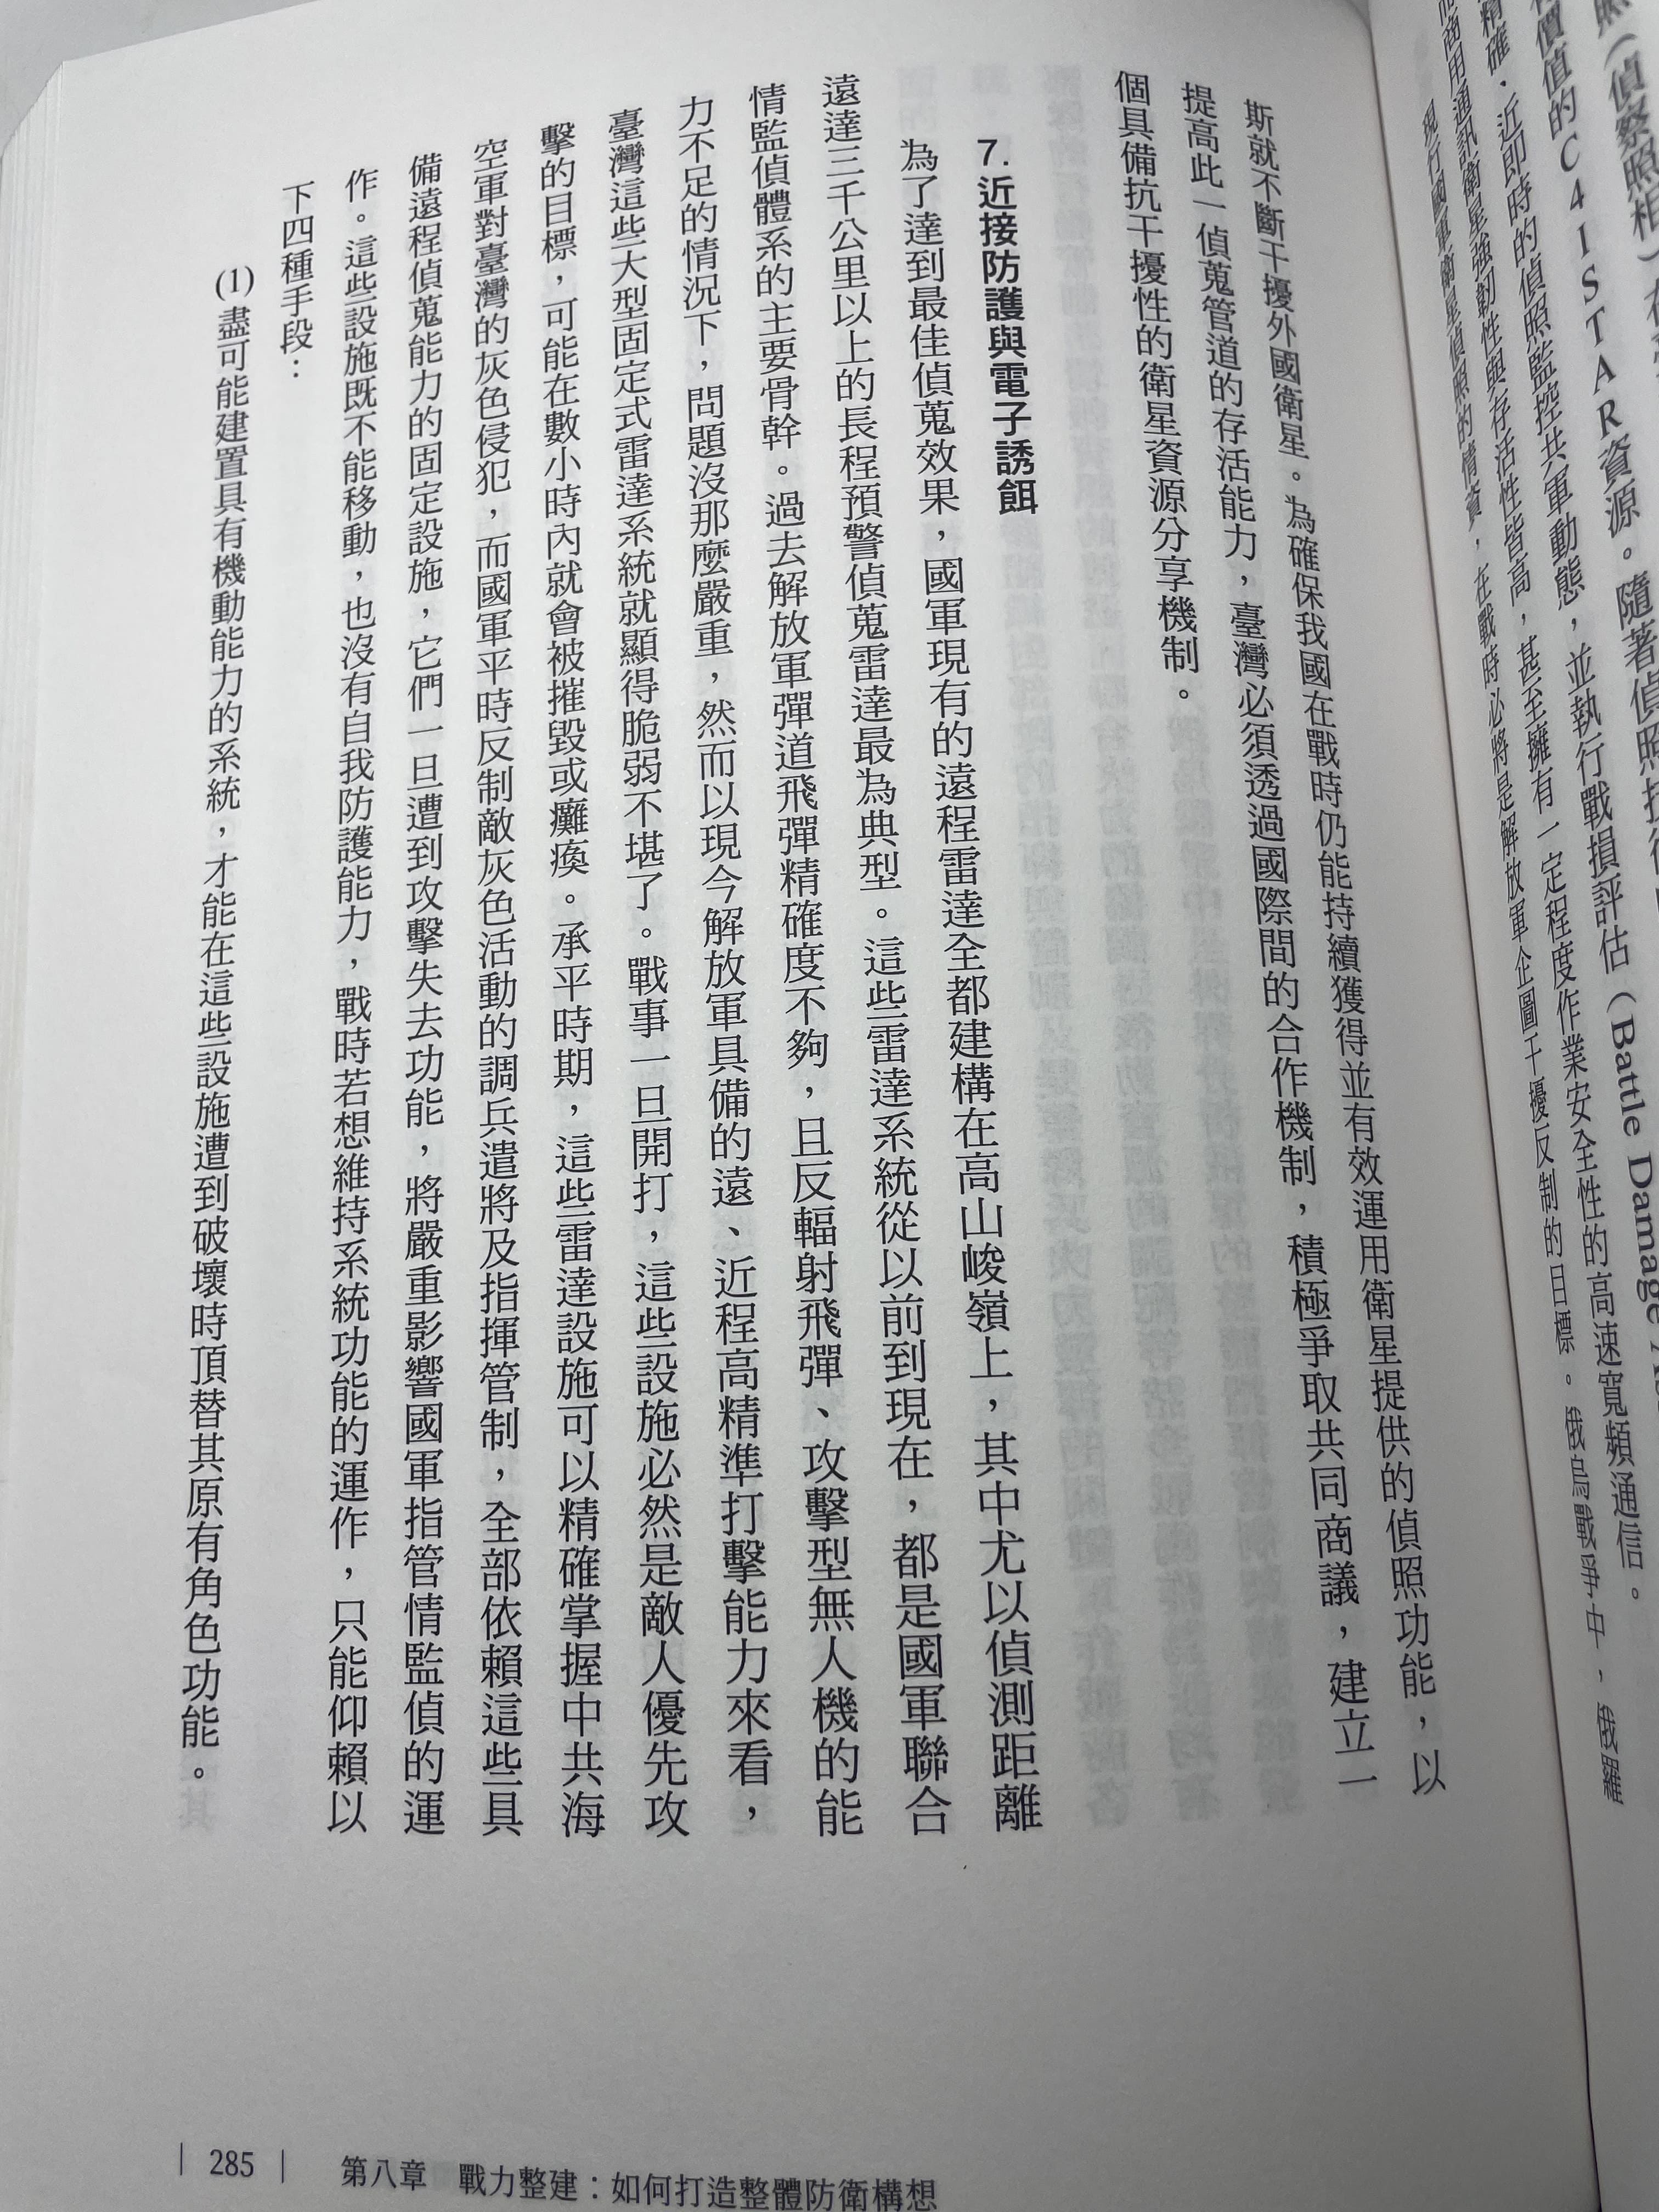 照（偵察照相）在
價值的C4ISTAR資源。隨著偵照技術
精確、近即時的偵照監控共軍動態，並執行戰損評估（Battle Damage
商用通訊衛星強韌性與存活性皆高，甚至擁有一定程度作業安全性的高速寬頻通信。
現行國軍衛星偵照的情資，在戰時必將是解放軍企圖干擾反制的目標。俄烏戰爭中，俄羅
斯就不斷干擾外國衛星。為確保我國在戰時仍能持續獲得並有效運用衛星提供的偵照功能，以
提高此一偵蒐管道的存活能力，臺灣必須透過國際間的合作機制，積極爭取共同商議，建立一
個具備抗干擾性的衛星資源分享機制。
7.近接防護與電子誘餌
為了達到最佳偵蒐效果，國軍現有的遠程雷達全都建構在高山峻嶺上，其中尤以偵測距離
遠達三千公里以上的長程預警偵蒐雷達最為典型。這些雷達系統從以前到現在，都是國軍聯合
情監偵體系的主要骨幹。過去解放軍彈道飛彈精確度不夠，且反輻射飛彈、攻擊型無人機的能
力不足的情況下，問題沒那麼嚴重，然而以現今解放軍具備的遠、近程高精準打擊能力來看，
臺灣這些大型固定式雷達系統就顯得脆弱不堪了。戰事一旦開打，這些設施必然是敵人優先攻
擊的目標，可能在數小時內就會被摧毀或癱瘓。承平時期，這些雷達設施可以精確掌握中共海
空軍對臺灣的灰色侵犯，而國軍平時反制敵灰色活動的調兵遣將及指揮管制，全部依賴這些具
備遠程偵蒐能力的固定設施，它們一旦遭到攻擊失去功能，將嚴重影響國軍指管情監偵的運
作。這些設施既不能移動，也沒有自我防護能力，戰時若想維持系統功能的運作，只能仰賴以
下四種手段：
(1)盡可能建置具有機動能力的系統，才能在這些設施遭到破壞時頂替其原有角色功能。
| 285 | 第八章 戰力整建：如何打造整體防衛構想